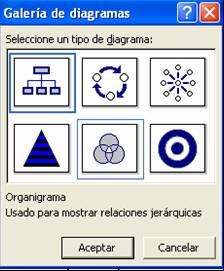 Galería de diagramas
Seleccione un tipo de diagrama:
Organigrama
Usado para mostrar relaciones jerárquicas
Aceptar
Cancelar